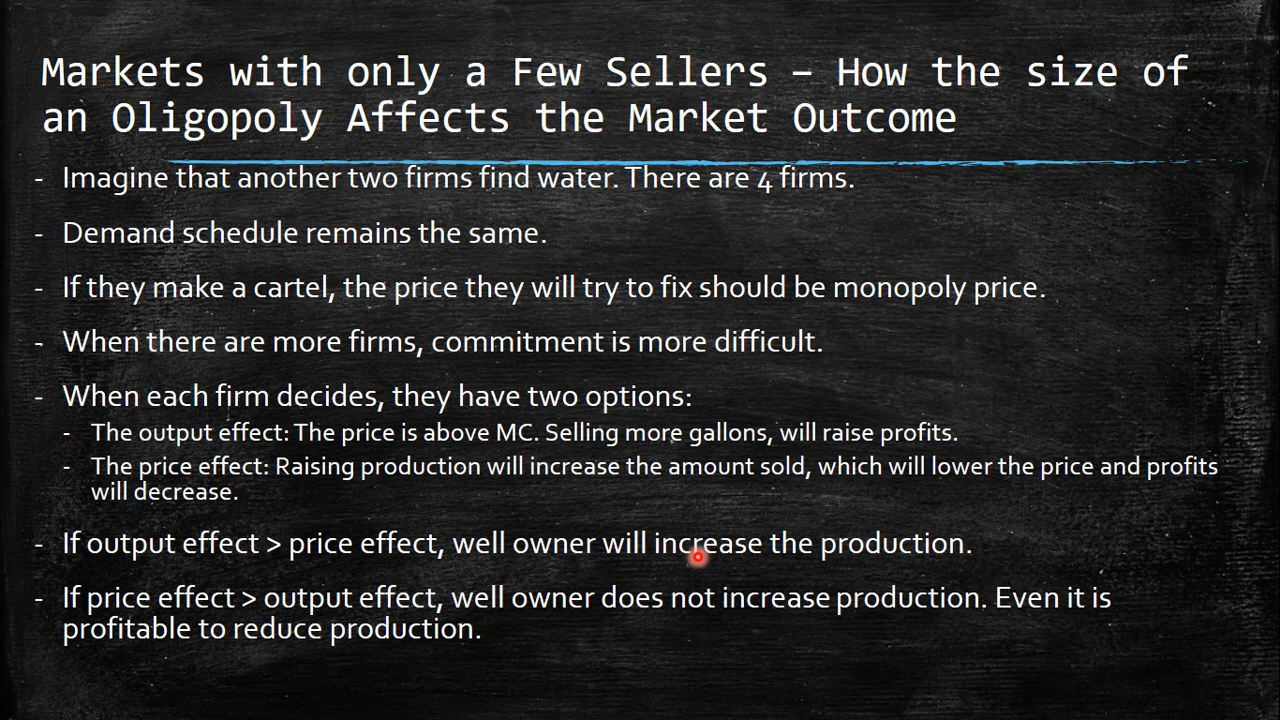 Markets with only a Few Sellers – How the size of
an Oligopoly Affects the Market Outcome
- Imagine that another two firms find water. There are 4 firms.
- Demand schedule remains the same.
- If they make a cartel, the price they will try to fix should be monopoly price.
- When there are more firms, commitment is more difficult.
- When each firm decides, they have two options:
- The output effect: The price is above MC. Selling more gallons, will raise profits.
- The price effect: Raising production will increase the amount sold, which will lower the price and profits
will decrease.
- If output effect > price effect, well owner will increase the production.
- If price effect > output effect, well owner does not increase production. Even it is
profitable to reduce production.